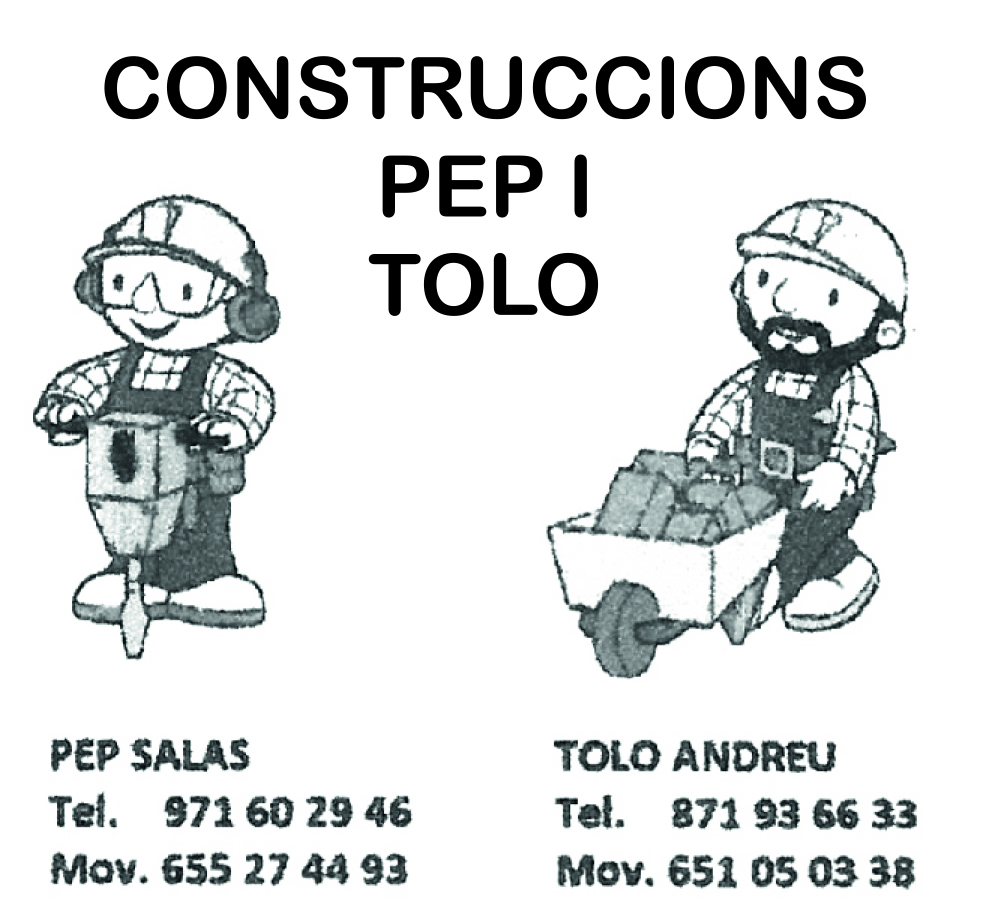 CONSTRUCCIONS
PEP I
TOLO
PEP SALAS
Tel. 971 60 29 46
Mov. 655 27 44 93
TOLO ANDREU
Tel. 871 93 66 33
Mov. 651 05 03 38